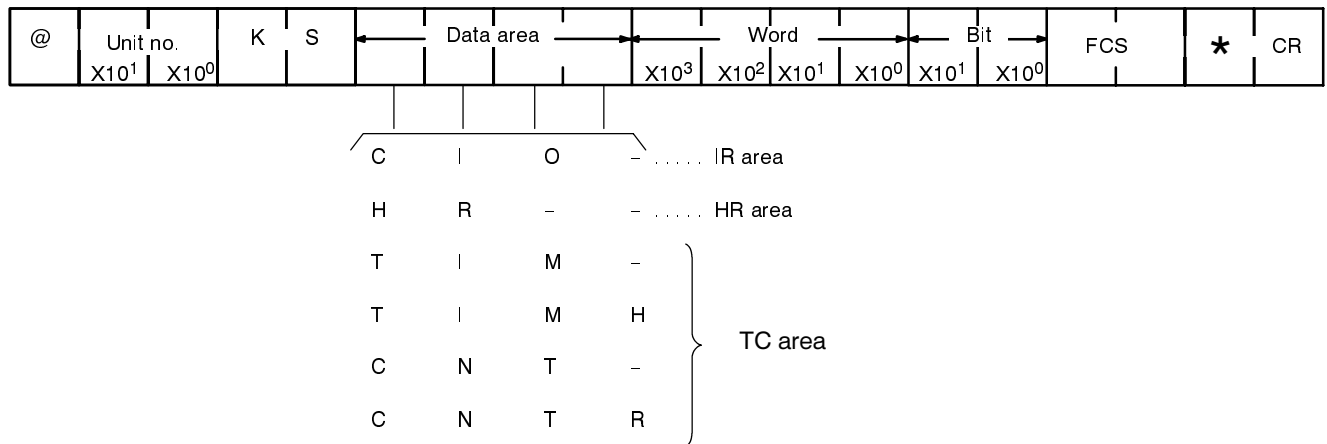 @ Unit no. K S Data area Word Bit FCS * CR
X10¹ X10⁰ X10³ X10² X10¹ X10⁰ X10¹ X10⁰
C I O – ..... IR area
H R – – ..... HR area
T I M –
T I M H
TC area
C N T –
C N T R